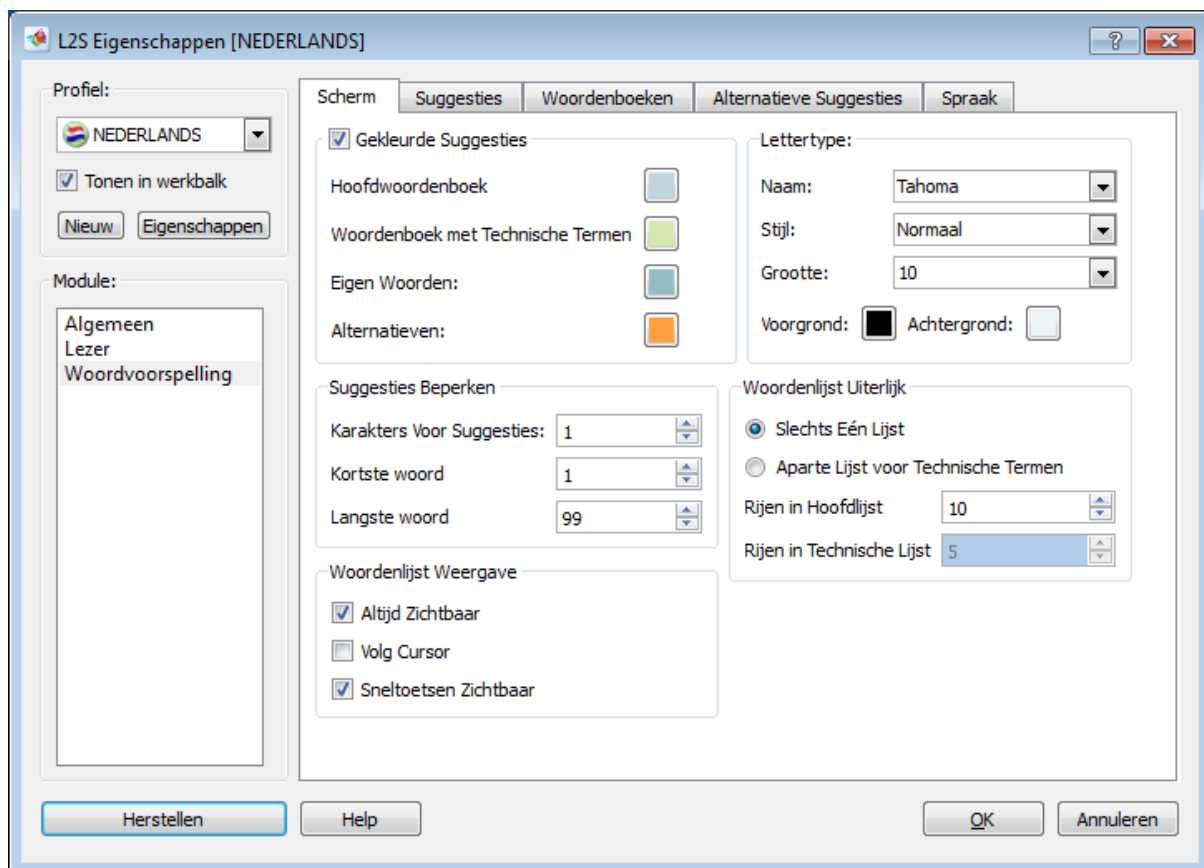 L2S Eigenschappen [NEDERLANDS]
Profiel:
NEDERLANDS
Tonen in werkbalk
Nieuw Eigenschappen
Module:
Algemeen
Lezer
Woordvoorspelling
Scherm Suggesties Woordenboeken Alternatieve Suggesties Spraak
Gekleurde Suggesties
Hoofdwoordenboek
Woordenboek met Technische Termen
Eigen Woorden:
Alternatieven:
Lettertype:
Naam: Tahoma
Stijl: Normaal
Grootte: 10
Voorgrond: Achtergrond:
Suggesties Beperken
Karakters Voor Suggesties: 1
Kortste woord 1
Langste woord 99
Woordenlijst Uiterlijk
Slechts Eén Lijst
Aparte Lijst voor Technische Termen
Rijen in Hoofdlijst 10
Rijen in Technische Lijst 5
Woordenlijst Weergave
Altijd Zichtbaar
Volg Cursor
Sneltoetsen Zichtbaar
Herstellen Help OK Annuleren